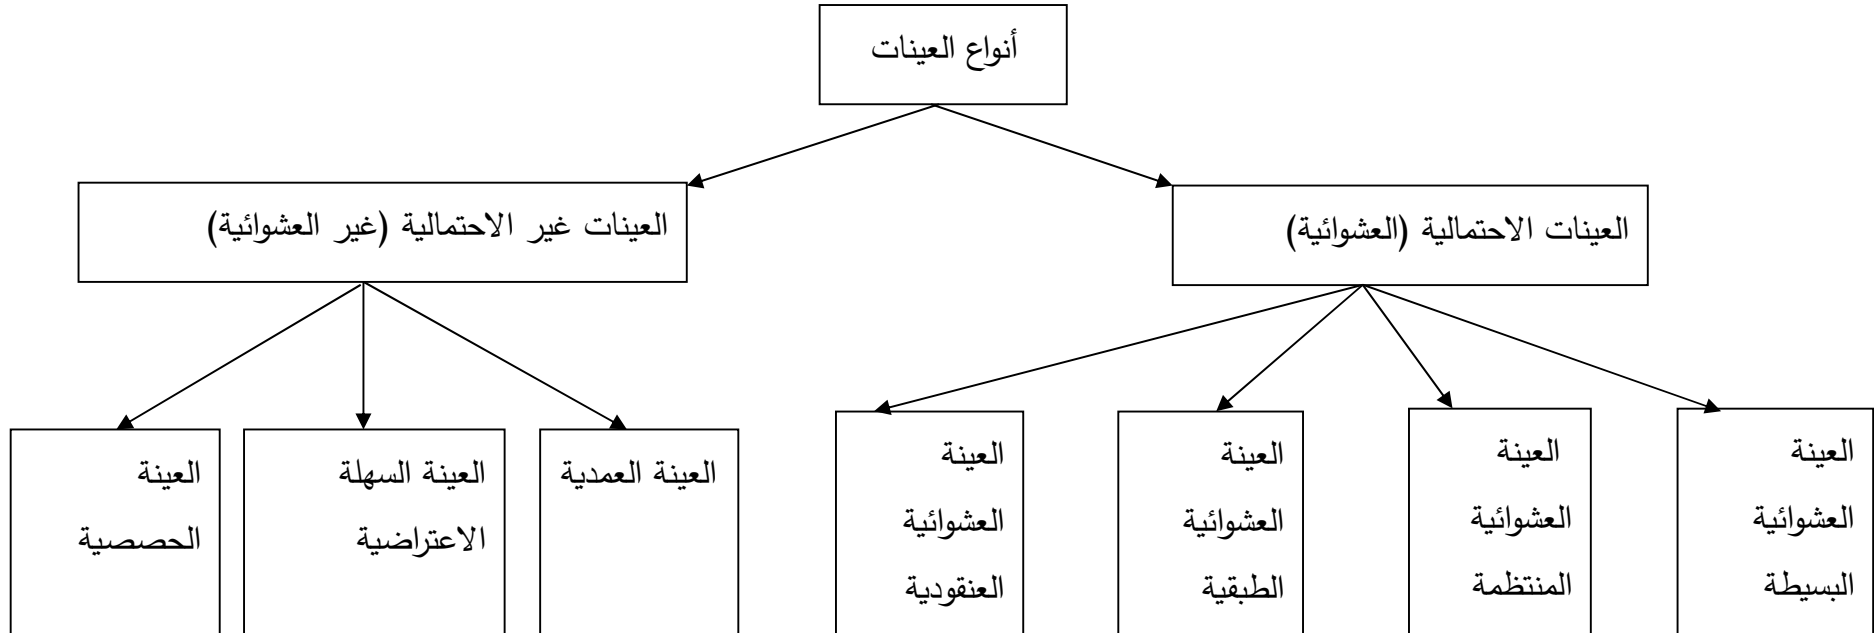 أنواع العينات
العينات الاحتمالية (العشوائية)
العينات غير الاحتمالية (غير العشوائية)
العينة
العشوائية
البسيطة
العينة
العشوائية
المنتظمة
العينة
العشوائية
الطبقية
العينة
العشوائية
العنقودية
العينة العمدية
العينة السهلة
الاعتراضية
العينة
الحصصية